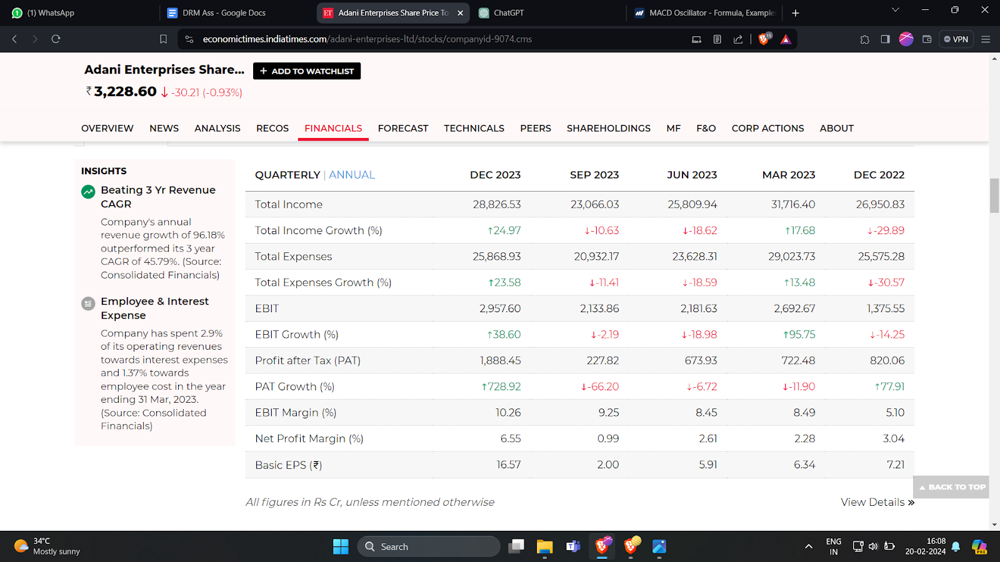 (1) WhatsApp
DRM Ass - Google Docs
ET Adani Enterprises Share Price To
ChatGPT
MACD Oscillator - Formula, Example
economictimes.indiatimes.com/adani-enterprises-ltd/stocks/companyid-9074.cms
15
VPN
Adani Enterprises Share...
+ ADD TO WATCHLIST
₹ 3,228.60 ↓ -30.21 (-0.93%)
OVERVIEW NEWS ANALYSIS RECOS FINANCIALS FORECAST TECHNICALS PEERS SHAREHOLDINGS MF F&O CORP ACTIONS ABOUT
INSIGHTS
Beating 3 Yr Revenue
CAGR
Company's annual
revenue growth of 96.18%
outperformed its 3 year
CAGR of 45.79%. (Source:
Consolidated Financials)
Employee & Interest
Expense
Company has spent 2.9%
of its operating revenues
towards interest expenses
and 1.37% towards
employee cost in the year
ending 31 Mar, 2023.
(Source: Consolidated
Financials)
QUARTERLY | ANNUAL DEC 2023 SEP 2023 JUN 2023 MAR 2023 DEC 2022
Total Income 28,826.53 23,066.03 25,809.94 31,716.40 26,950.83
Total Income Growth (%) ↑24.97 ↓-10.63 ↓-18.62 ↑17.68 ↓-29.89
Total Expenses 25,868.93 20,932.17 23,628.31 29,023.73 25,575.28
Total Expenses Growth (%) ↑23.58 ↓-11.41 ↓-18.59 ↑13.48 ↓-30.57
EBIT 2,957.60 2,133.86 2,181.63 2,692.67 1,375.55
EBIT Growth (%) ↑38.60 ↓-2.19 ↓-18.98 ↑95.75 ↓-14.25
Profit after Tax (PAT) 1,888.45 227.82 673.93 722.48 820.06
PAT Growth (%) ↑728.92 ↓-66.20 ↓-6.72 ↓-11.90 ↑77.91
EBIT Margin (%) 10.26 9.25 8.45 8.49 5.10
Net Profit Margin (%) 6.55 0.99 2.61 2.28 3.04
Basic EPS (₹) 16.57 2.00 5.91 6.34 7.21
BACK TO TOP
All figures in Rs Cr, unless mentioned otherwise
View Details »
34°C
Mostly sunny
Search
ENG
IN
16:08
20-02-2024
PRE